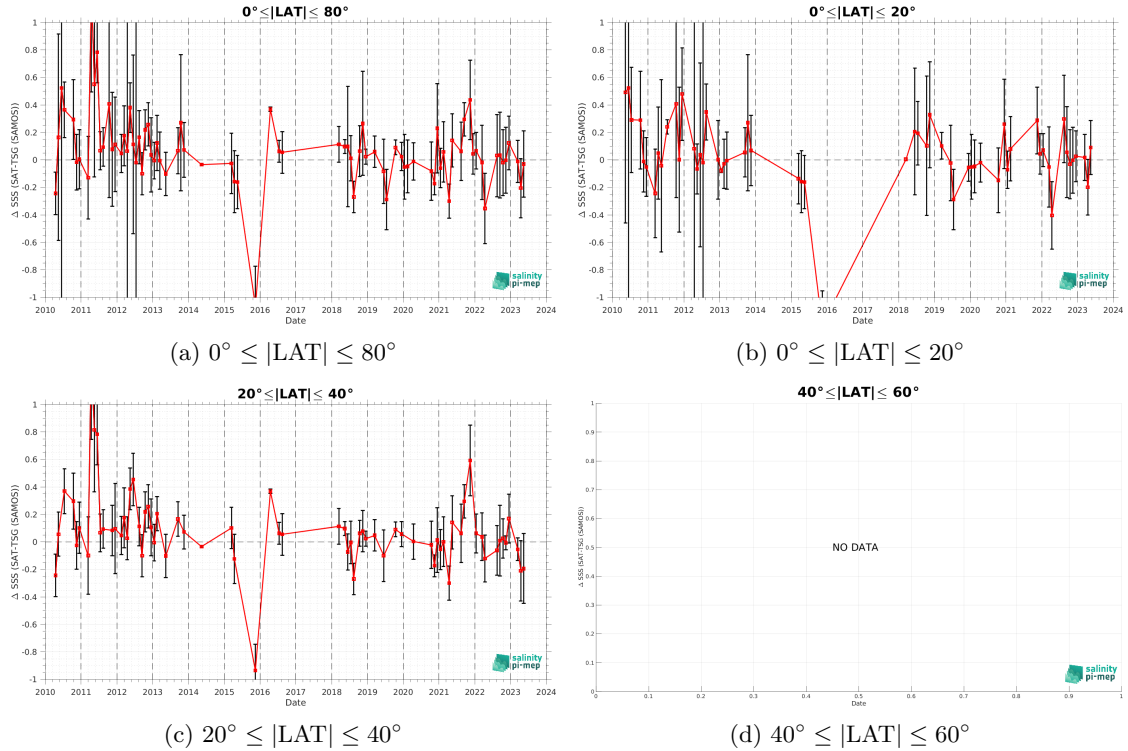 0°≤|LAT|≤ 80°
Δ SSS (SAT-TSG (SAMOS))
1
0.8
0.6
0.4
0.2
0
-0.2
-0.4
-0.6
-0.8
-1
2010 2011 2012 2013 2014 2015 2016 2017 2018 2019 2020 2021 2022 2023 2024
Date
salinity
pi-mep
(a) 0° ≤ |LAT| ≤ 80°
0°≤|LAT|≤ 20°
Δ SSS (SAT-TSG (SAMOS))
1
0.8
0.6
0.4
0.2
0
-0.2
-0.4
-0.6
-0.8
-1
2010 2011 2012 2013 2014 2015 2016 2017 2018 2019 2020 2021 2022 2023 2024
Date
salinity
pi-mep
(b) 0° ≤ |LAT| ≤ 20°
20°≤|LAT|≤ 40°
Δ SSS (SAT-TSG (SAMOS))
1
0.8
0.6
0.4
0.2
0
-0.2
-0.4
-0.6
-0.8
-1
2010 2011 2012 2013 2014 2015 2016 2017 2018 2019 2020 2021 2022 2023 2024
Date
salinity
pi-mep
(c) 20° ≤ |LAT| ≤ 40°
40°≤|LAT|≤ 60°
Δ SSS (SAT-TSG (SAMOS))
1
0.9
0.8
0.7
0.6
0.5
0.4
0.3
0.2
0.1
0
NO DATA
0 0.1 0.2 0.3 0.4 0.5 0.6 0.7 0.8 0.9 1
Date
salinity
pi-mep
(d) 40° ≤ |LAT| ≤ 60°